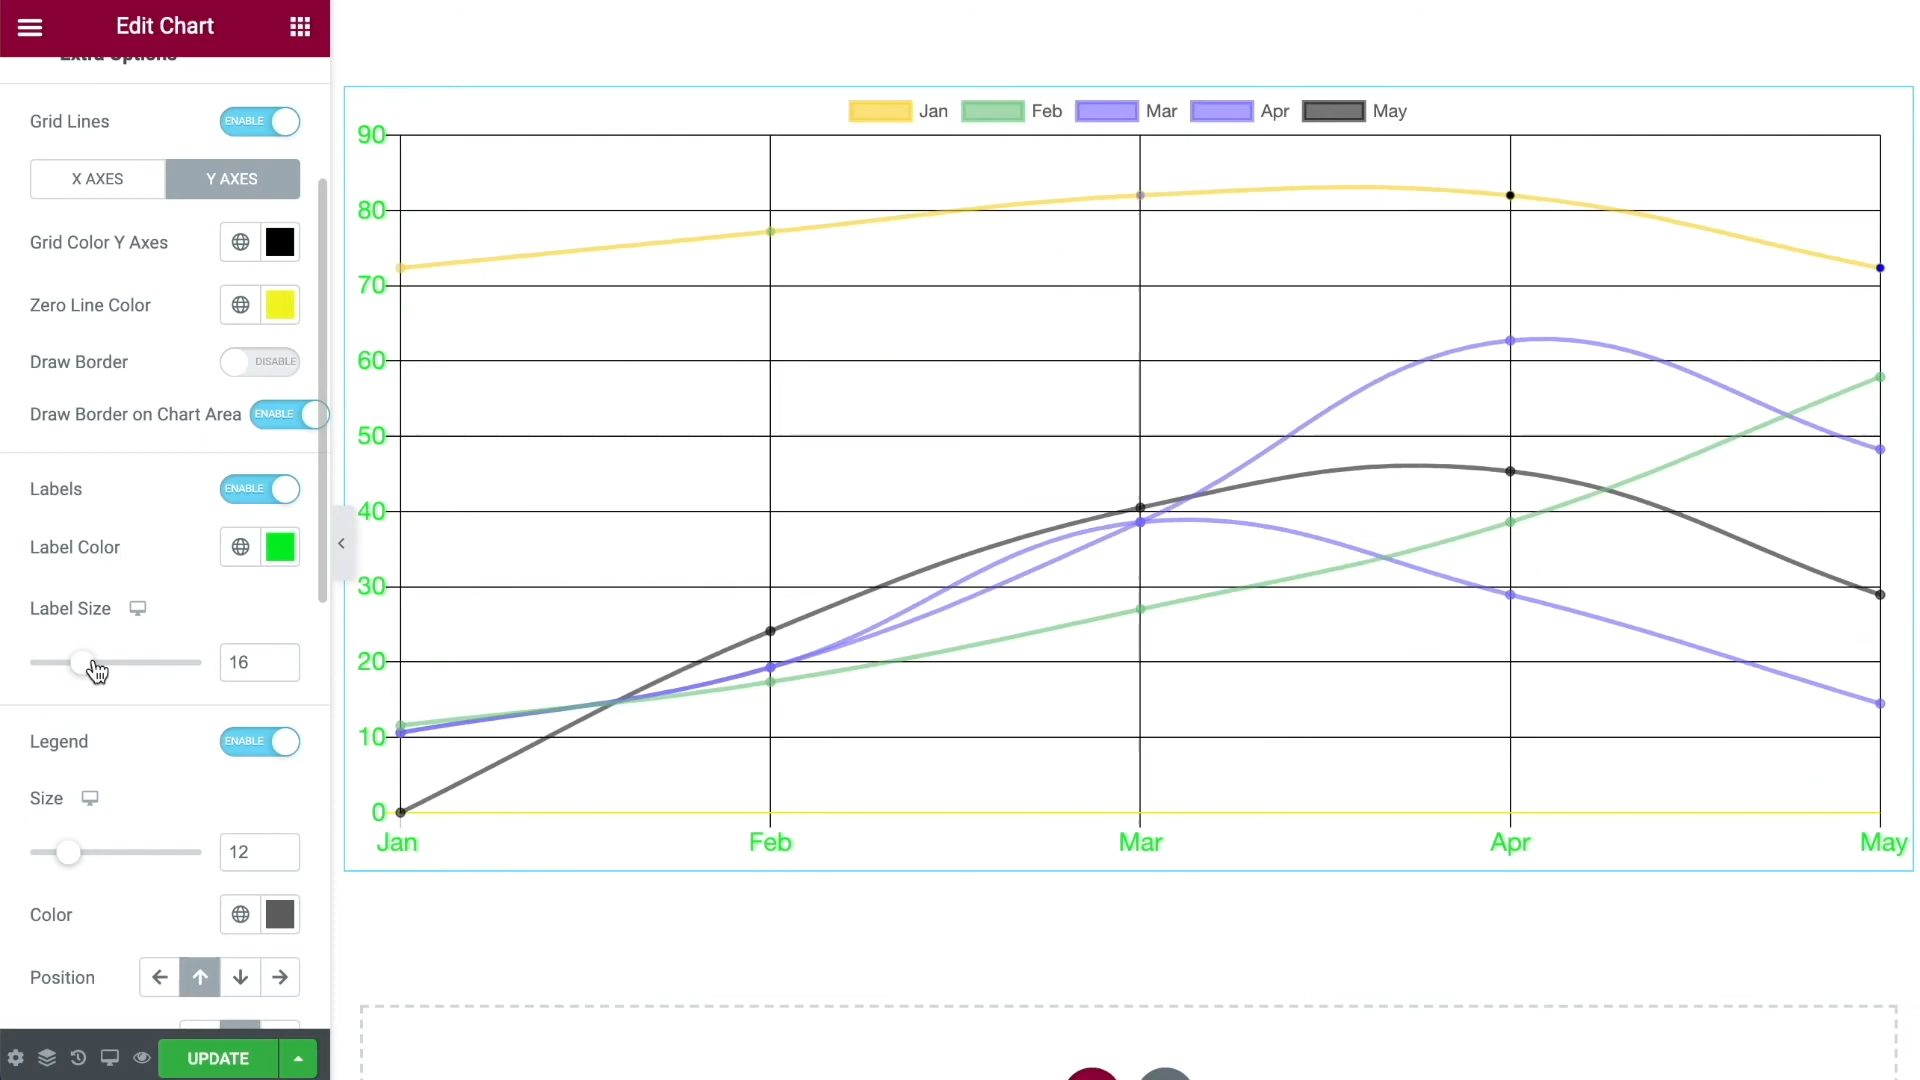 Edit Chart
Extra Options
Grid Lines ENABLE
X AXES Y AXES
Grid Color Y Axes
Zero Line Color
Draw Border DISABLE
Draw Border on Chart Area ENABLE
Labels ENABLE
Label Color
Label Size
16
Legend ENABLE
Size
12
Color
Position
UPDATE
Jan Feb Mar Apr May
90
80
70
60
50
40
30
20
10
0
Jan Feb Mar Apr May